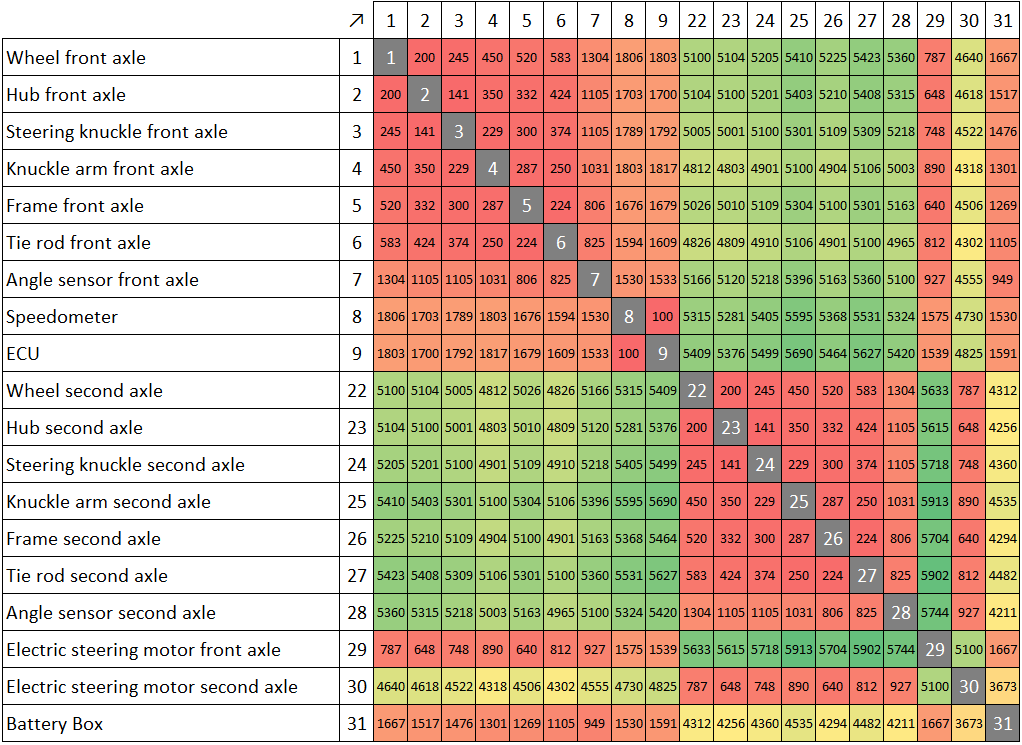 ↗ 1 2 3 4 5 6 7 8 9 22 23 24 25 26 27 28 29 30 31
Wheel front axle 1 1 200 245 450 520 583 1304 1806 1803 5100 5104 5205 5410 5225 5423 5360 787 4640 1667
Hub front axle 2 200 2 141 350 332 424 1105 1703 1700 5104 5100 5201 5403 5210 5408 5315 648 4618 1517
Steering knuckle front axle 3 245 141 3 229 300 374 1105 1789 1792 5005 5001 5100 5301 5109 5309 5218 748 4522 1476
Knuckle arm front axle 4 450 350 229 4 287 250 1031 1803 1817 4812 4803 4901 5100 4904 5106 5003 890 4318 1301
Frame front axle 5 520 332 300 287 5 224 806 1676 1679 5026 5010 5109 5304 5100 5301 5163 640 4506 1269
Tie rod front axle 6 583 424 374 250 224 6 825 1594 1609 4826 4809 4910 5106 4901 5100 4965 812 4302 1105
Angle sensor front axle 7 1304 1105 1105 1031 806 825 7 1530 1533 5166 5120 5218 5396 5163 5360 5100 927 4555 949
Speedometer 8 1806 1703 1789 1803 1676 1594 1530 8 100 5315 5281 5405 5595 5368 5531 5324 1575 4730 1530
ECU 9 1803 1700 1792 1817 1679 1609 1533 100 9 5409 5376 5499 5690 5464 5627 5420 1539 4825 1591
Wheel second axle 22 5100 5104 5005 4812 5026 4826 5166 5315 5409 22 200 245 450 520 583 1304 5633 787 4312
Hub second axle 23 5104 5100 5001 4803 5010 4809 5120 5281 5376 200 23 141 350 332 424 1105 5615 648 4256
Steering knuckle second axle 24 5205 5201 5100 4901 5109 4910 5218 5405 5499 245 141 24 229 300 374 1105 5718 748 4360
Knuckle arm second axle 25 5410 5403 5301 5100 5304 5106 5396 5595 5690 450 350 229 25 287 250 1031 5913 890 4535
Frame second axle 26 5225 5210 5109 4904 5100 4901 5163 5368 5464 520 332 300 287 26 224 806 5704 640 4294
Tie rod second axle 27 5423 5408 5309 5106 5301 5100 5360 5531 5627 583 424 374 250 224 27 825 5902 812 4482
Angle sensor second axle 28 5360 5315 5218 5003 5163 4965 5100 5324 5420 1304 1105 1105 1031 806 825 28 5744 927 4211
Electric steering motor front axle 29 787 648 748 890 640 812 927 1575 1539 5633 5615 5718 5913 5704 5902 5744 29 5100 1667
Electric steering motor second axle 30 4640 4618 4522 4318 4506 4302 4555 4730 4825 787 648 748 890 640 812 927 5100 30 3673
Battery Box 31 1667 1517 1476 1301 1269 1105 949 1530 1591 4312 4256 4360 4535 4294 4482 4211 1667 3673 31